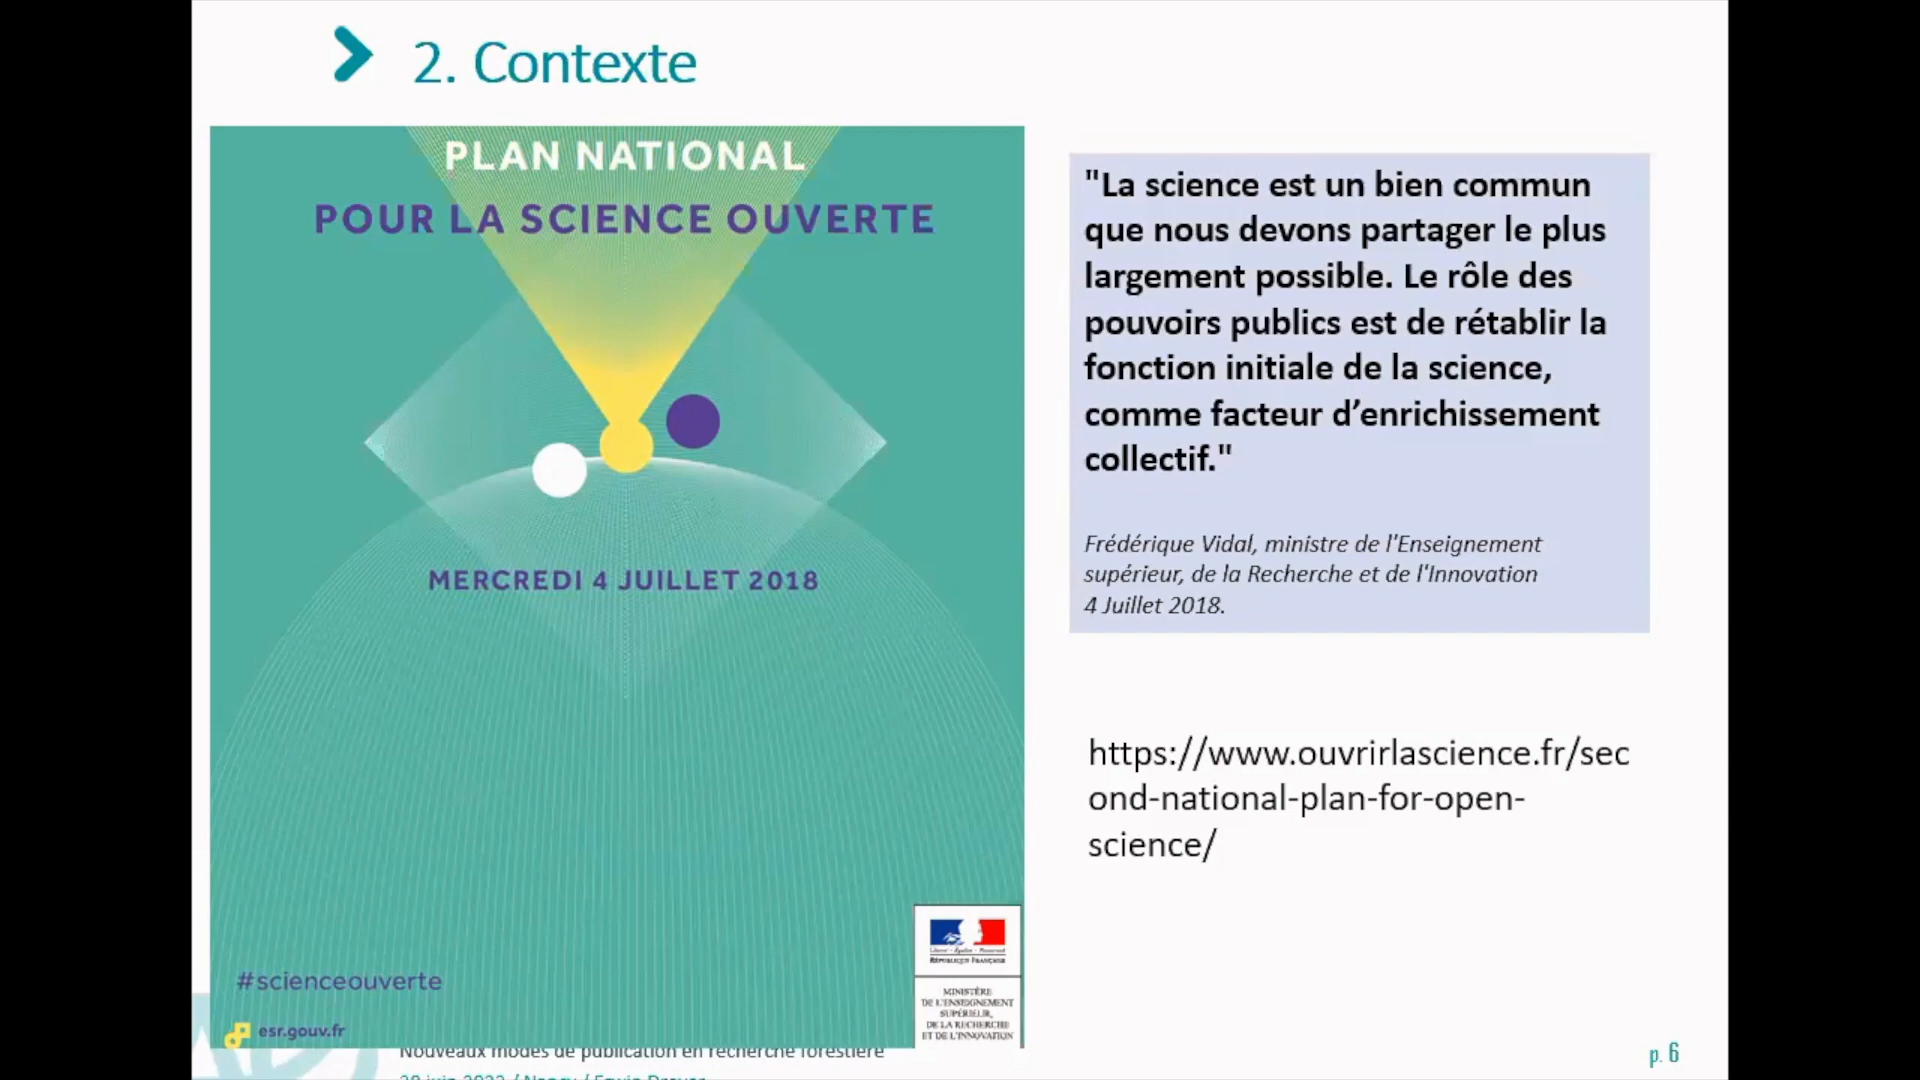 2. Contexte
PLAN NATIONAL
POUR LA SCIENCE OUVERTE
MERCREDI 4 JUILLET 2018
#scienceouverte
esr.gouv.fr
RÉPUBLIQUE FRANÇAISE
MINISTÈRE
DE L'ENSEIGNEMENT
SUPÉRIEUR,
DE LA RECHERCHE
ET DE L'INNOVATION
"La science est un bien commun
que nous devons partager le plus
largement possible. Le rôle des
pouvoirs publics est de rétablir la
fonction initiale de la science,
comme facteur d’enrichissement
collectif."
Frédérique Vidal, ministre de l'Enseignement
supérieur, de la Recherche et de l'Innovation
4 Juillet 2018.
https://www.ouvrirlascience.fr/sec
ond-national-plan-for-open-
science/
Nouveaux modes de publication en recherche forestière
p. 6